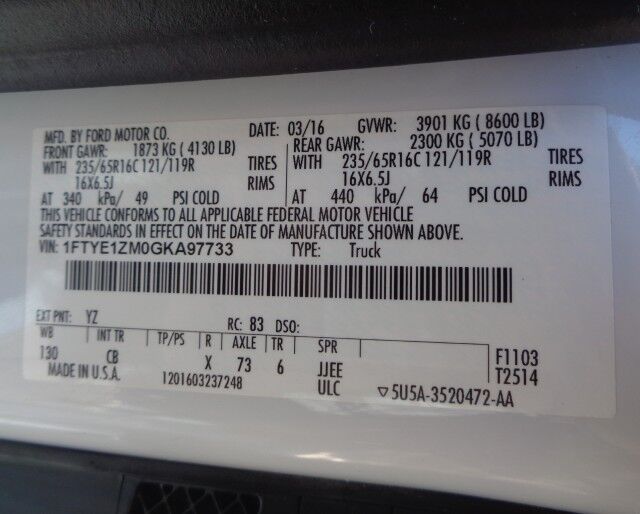 MFD. BY FORD MOTOR CO. DATE: 03/16 GVWR: 3901 KG ( 8600 LB)
FRONT GAWR: 1873 KG ( 4130 LB) REAR GAWR: 2300 KG ( 5070 LB)
WITH 235/65R16C 121/119R TIRES WITH 235/65R16C 121/119R TIRES
16X6.5J RIMS 16X6.5J RIMS
AT 340 kPa/ 49 PSI COLD AT 440 kPa/ 64 PSI COLD
THIS VEHICLE CONFORMS TO ALL APPLICABLE FEDERAL MOTOR VEHICLE
SAFETY STANDARDS IN EFFECT ON THE DATE OF MANUFACTURE SHOWN ABOVE.
VIN: 1FTYE1ZM0GKA97733 TYPE: Truck
EXT PNT: YZ RC: 83 DSO:
WB INT TR TP/PS R AXLE TR SPR
130 CB X 73 6 JJEE F1103
MADE IN U.S.A. 1201603237248 ULC T2514
▽5U5A-3520472-AA